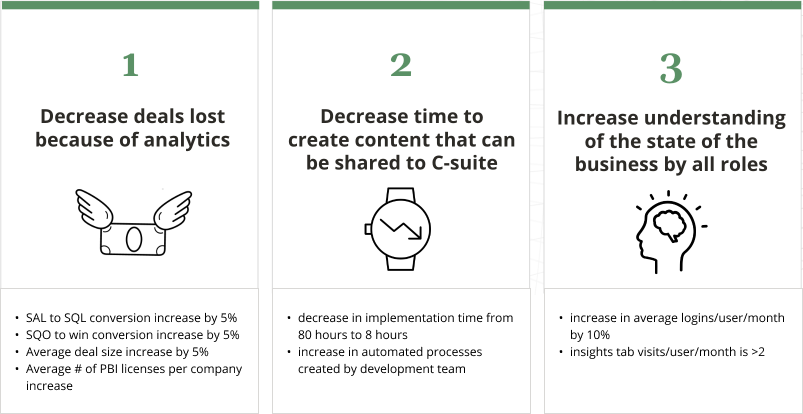 1
Decrease deals lost
because of analytics
• SAL to SQL conversion increase by 5%
• SQO to win conversion increase by 5%
• Average deal size increase by 5%
• Average # of PBI licenses per company
increase
2
Decrease time to
create content that can
be shared to C-suite
• decrease in implementation time from
80 hours to 8 hours
• increase in automated processes
created by development team
3
Increase understanding
of the state of the
business by all roles
• increase in average logins/user/month
by 10%
• insights tab visits/user/month is >2